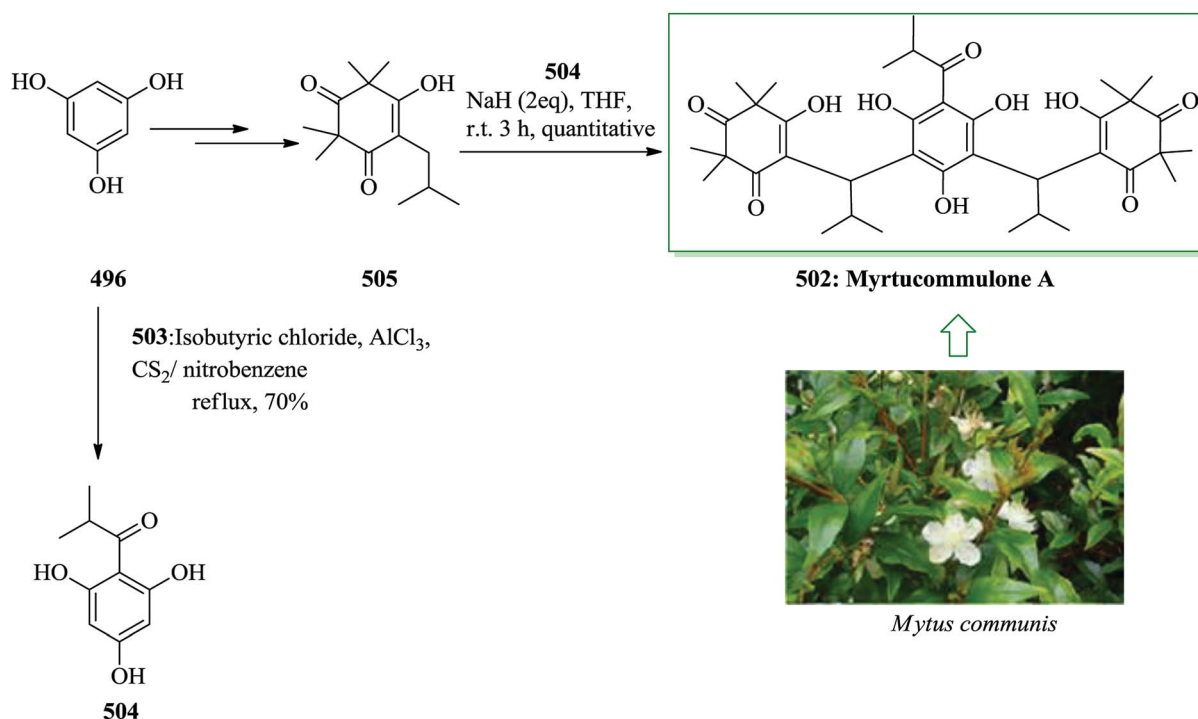 HO
OH
OH
496
O
OH
O
505
504
NaH (2eq), THF,
r.t. 3 h, quantitative
O
O
OH
HO
OH
HO
O
O
OH
O
502: Myrtucommulone A
503:Isobutyric chloride, AlCl3,
CS2/ nitrobenzene
reflux, 70%
O
HO
OH
OH
504
Mytus communis